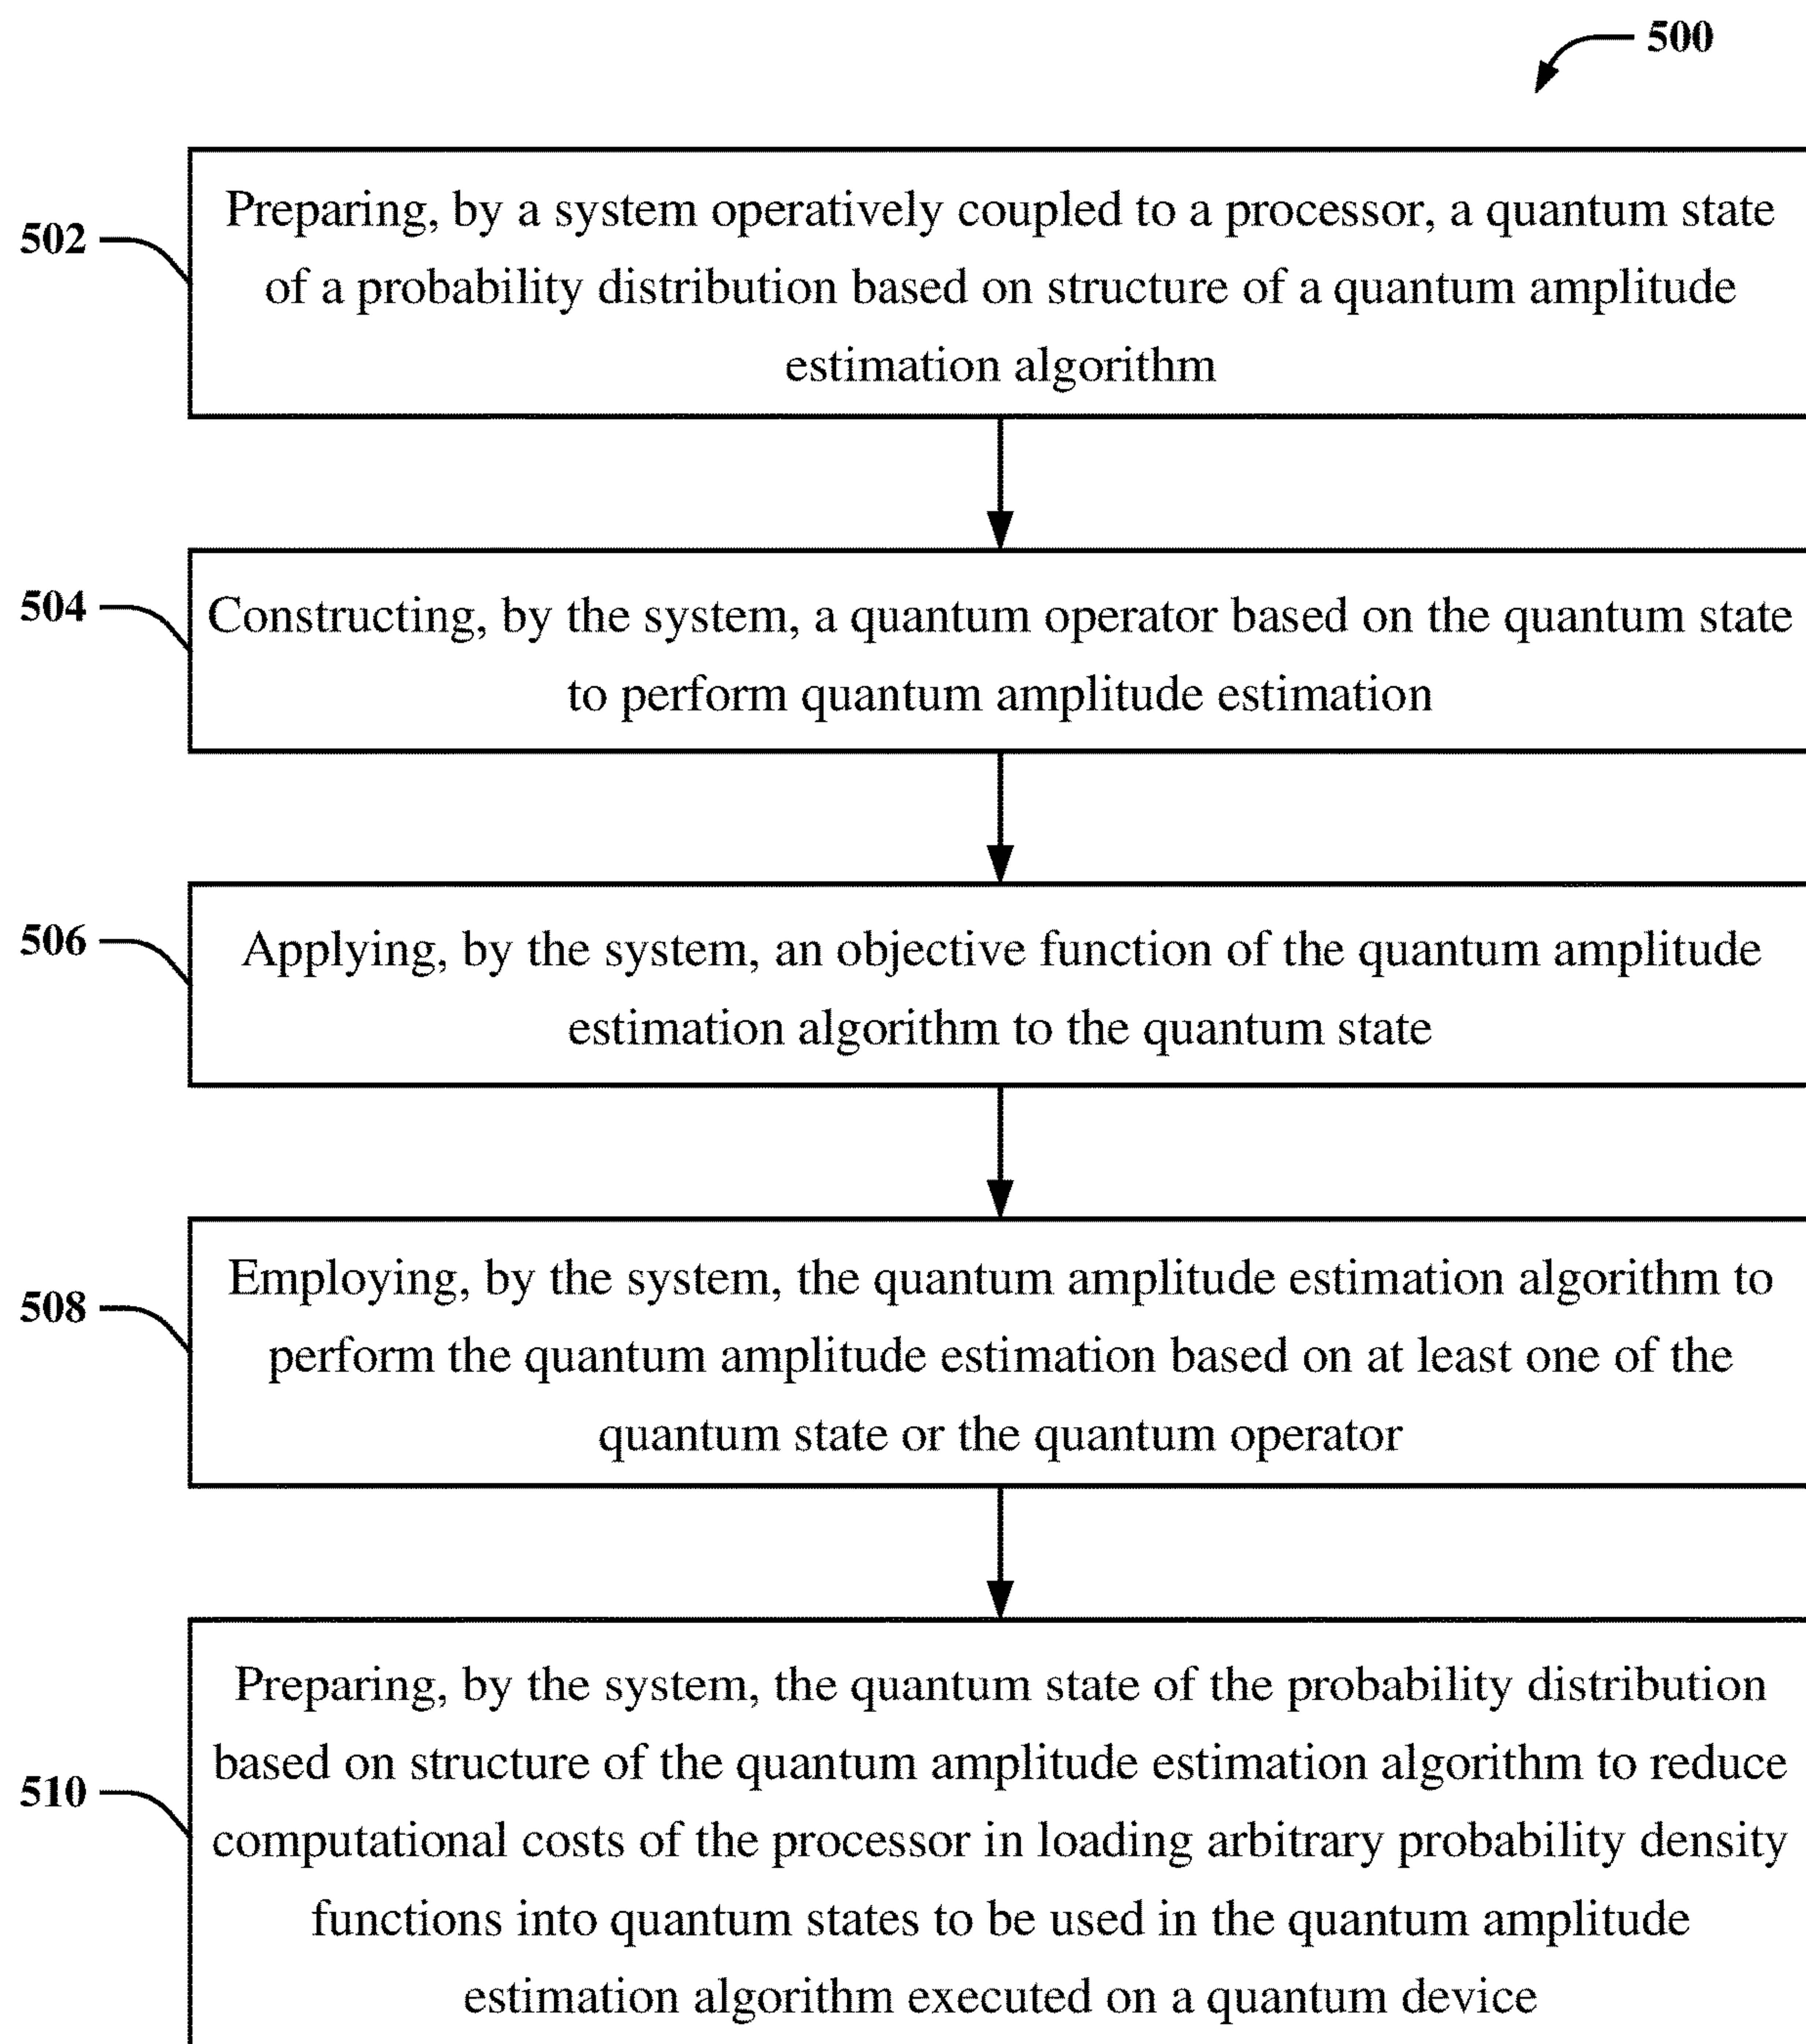 500
502
Preparing, by a system operatively coupled to a processor, a quantum state
of a probability distribution based on structure of a quantum amplitude
estimation algorithm
504
Constructing, by the system, a quantum operator based on the quantum state
to perform quantum amplitude estimation
506
Applying, by the system, an objective function of the quantum amplitude
estimation algorithm to the quantum state
508
Employing, by the system, the quantum amplitude estimation algorithm to
perform the quantum amplitude estimation based on at least one of the
quantum state or the quantum operator
510
Preparing, by the system, the quantum state of the probability distribution
based on structure of the quantum amplitude estimation algorithm to reduce
computational costs of the processor in loading arbitrary probability density
functions into quantum states to be used in the quantum amplitude
estimation algorithm executed on a quantum device